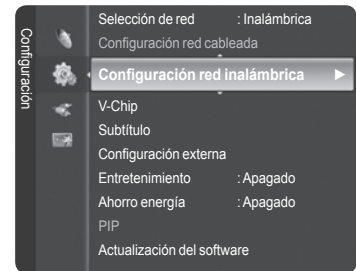 Configuración
Selección de red : Inalámbrica
Configuración red cableada
Configuración red inalámbrica
V-Chip
Subtítulo
Configuración externa
Entretenimiento : Apagado
Ahorro energía : Apagado
PIP
Actualización del software